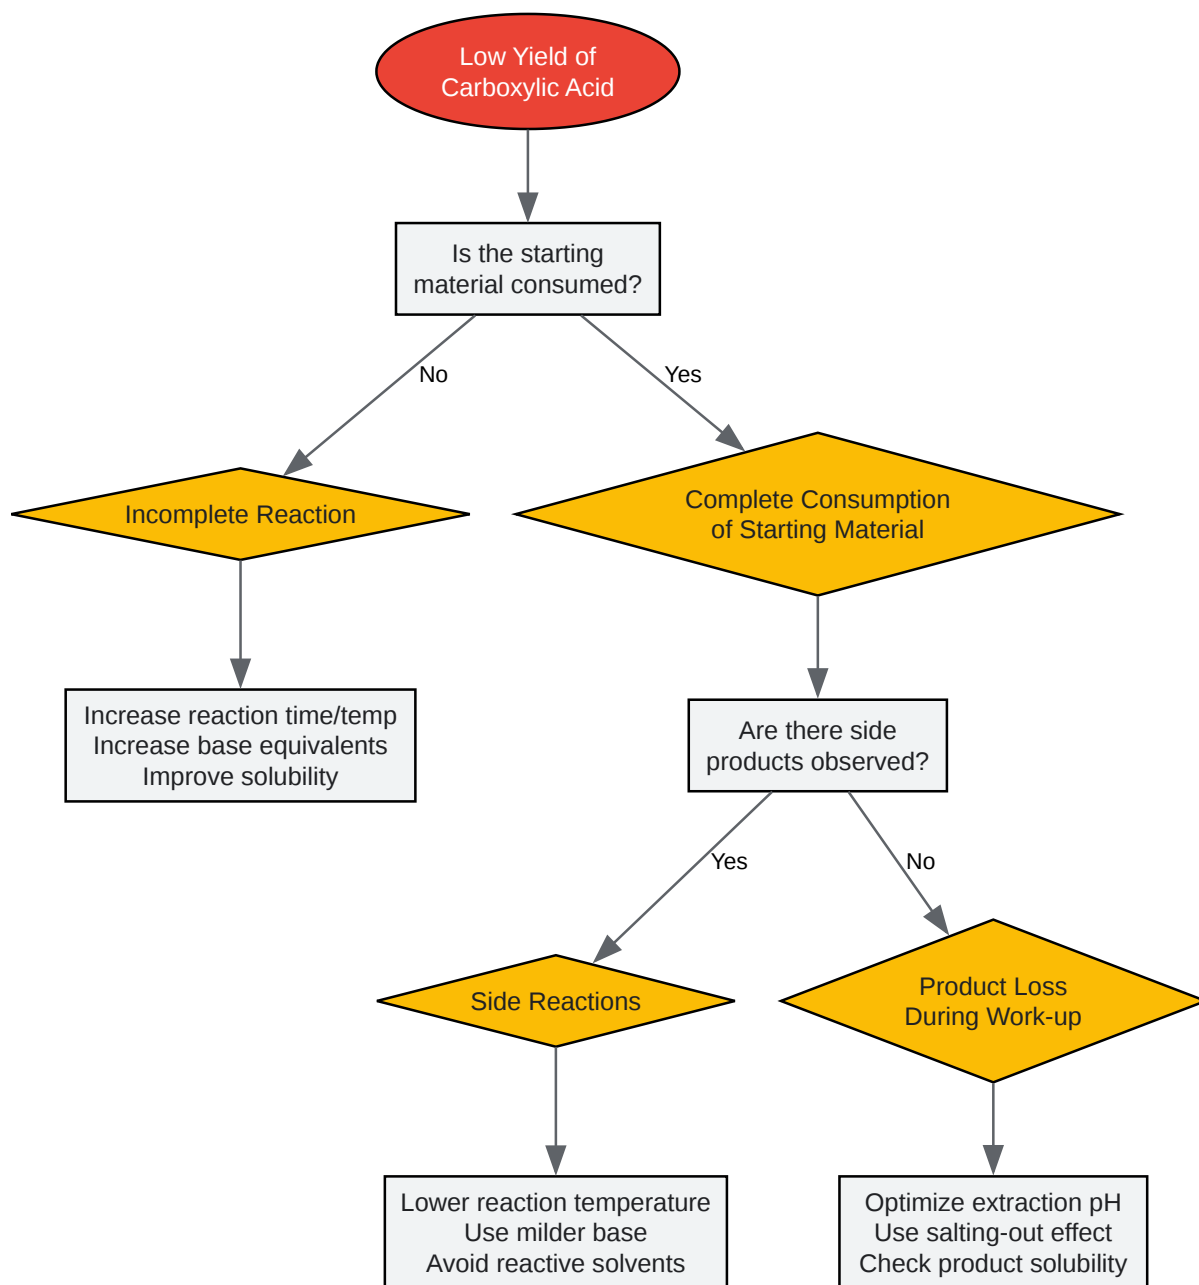 Low Yield of
Carboxylic Acid
Is the starting
material consumed?
No
Yes
Incomplete Reaction
Complete Consumption
of Starting Material
Increase reaction time/temp
Increase base equivalents
Improve solubility
Are there side
products observed?
Yes
No
Side Reactions
Product Loss
During Work-up
Lower reaction temperature
Use milder base
Avoid reactive solvents
Optimize extraction pH
Use salting-out effect
Check product solubility